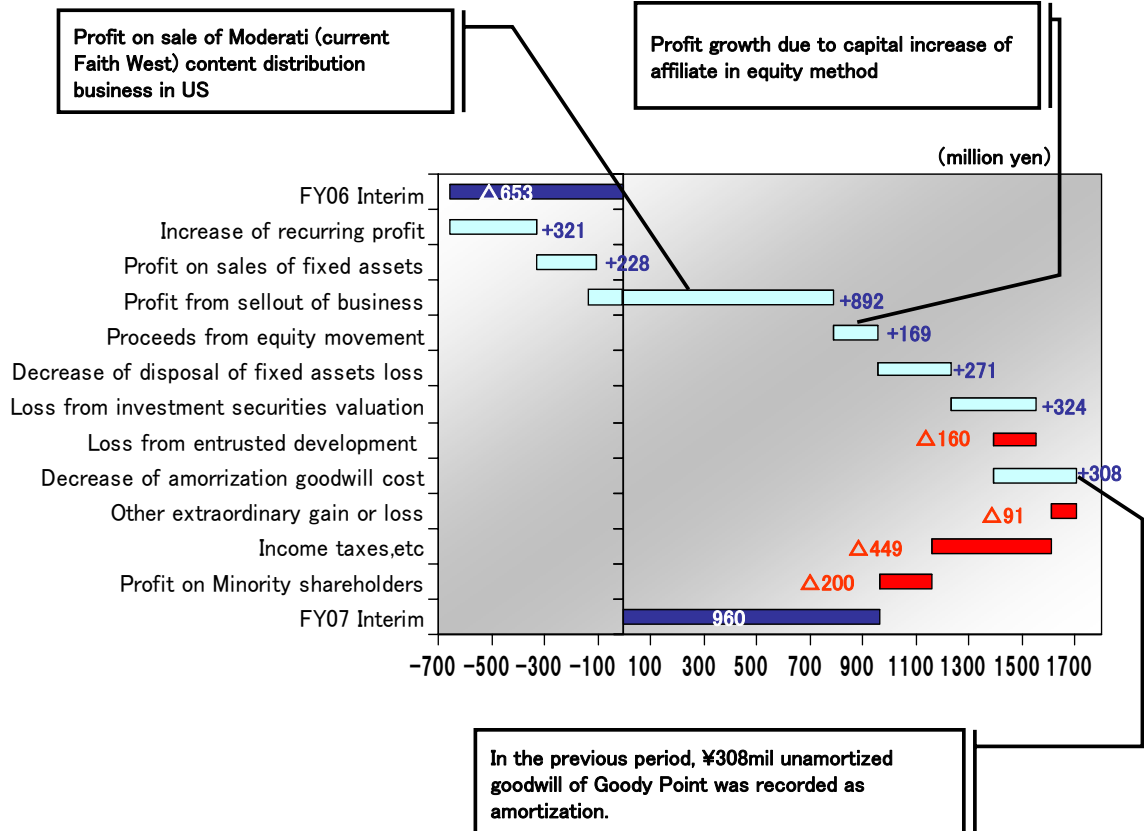 Profit on sale of Moderati (current
Faith West) content distribution
business in US
Profit growth due to capital increase of
affiliate in equity method
(million yen)
FY06 Interim
△653
Increase of recurring profit
+321
Profit on sales of fixed assets
+228
Profit from sellout of business
+892
Proceeds from equity movement
+169
Decrease of disposal of fixed assets loss
+271
Loss from investment securities valuation
+324
Loss from entrusted development
△160
Decrease of amorrization goodwill cost
+308
Other extraordinary gain or loss
△91
Income taxes,etc
△449
Profit on Minority shareholders
△200
FY07 Interim
960
-700 -500 -300 -100 100 300 500 700 900 1100 1300 1500 1700
In the previous period, ¥308mil unamortized
goodwill of Goody Point was recorded as
amortization.